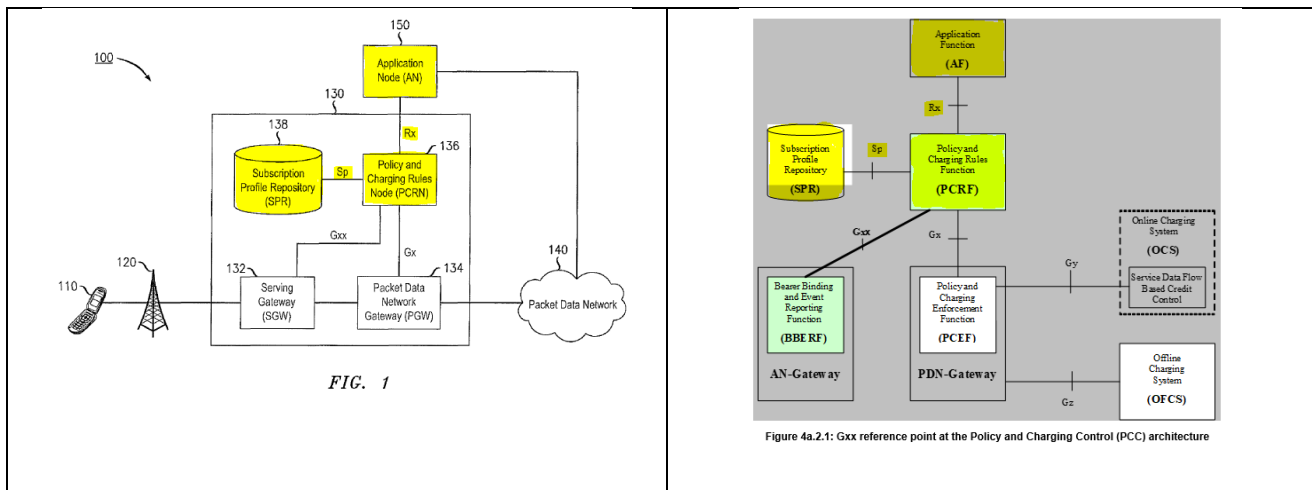 150
100
Application
Node (AN)
130
138
Rx
136
Subscription
Profile Repository
(SPR)
Sp
Policy and
Charging Rules
Node (PCRN)
Gxx
Gx
120
132
134
140
110
Serving
Gateway
(SGW)
Packet Data
Network
Gateway (PGW)
Packet Data Network
FIG. 1
Application
Function
(AF)
Rx
Subscription
Profile
Repository
(SPR)
Sp
Policy and
Charging Rules
Function
(PCRF)
Gxx
Gx
Online Charging
System
(OCS)
Service Data Flow
Based Credit
Control
Gy
Bearer Binding
and Event
Reporting
Function
(BBERF)
Policy and
Charging
Enforcement
Function
(PCEF)
AN-Gateway
PDN-Gateway
Offline
Charging
System
(OFCS)
Gz
Figure 4a.2.1: Gxx reference point at the Policy and Charging Control (PCC) architecture